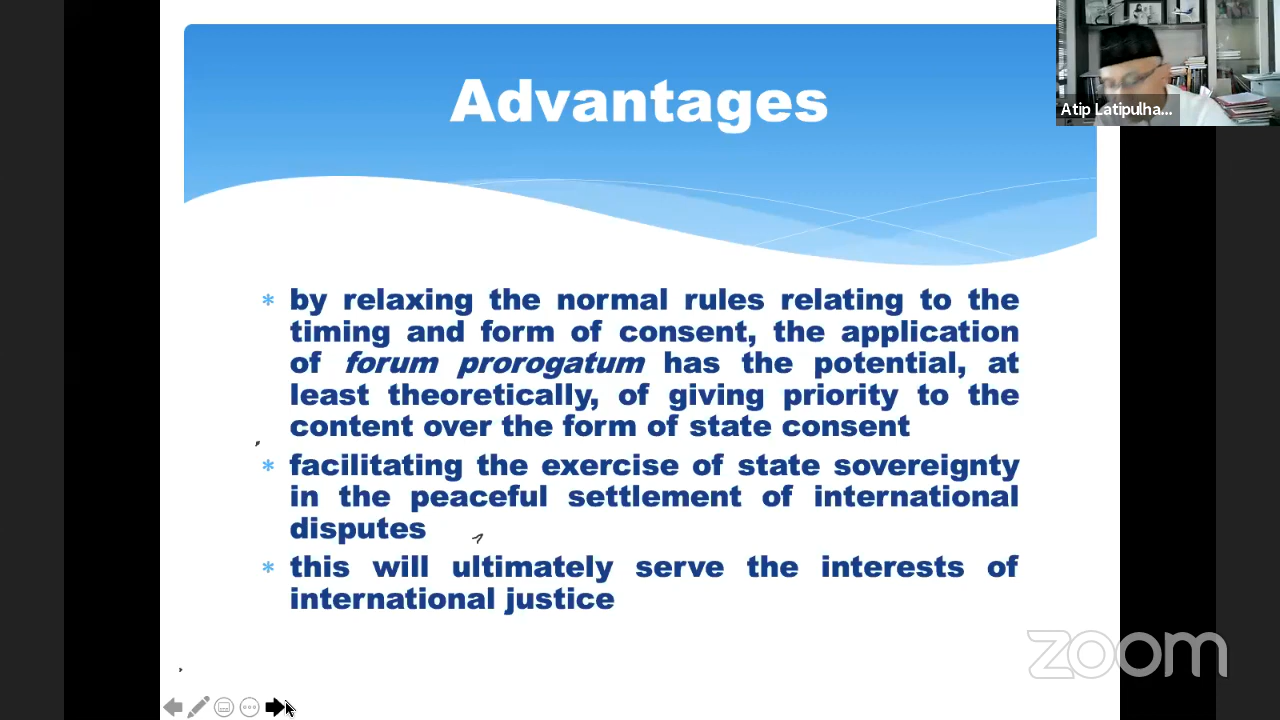 Advantages
Atip Latipulha...
* by relaxing the normal rules relating to the
timing and form of consent, the application
of forum prorogatum has the potential, at
least theoretically, of giving priority to the
content over the form of state consent
* facilitating the exercise of state sovereignty
in the peaceful settlement of international
disputes
* this will ultimately serve the interests of
international justice
zoom